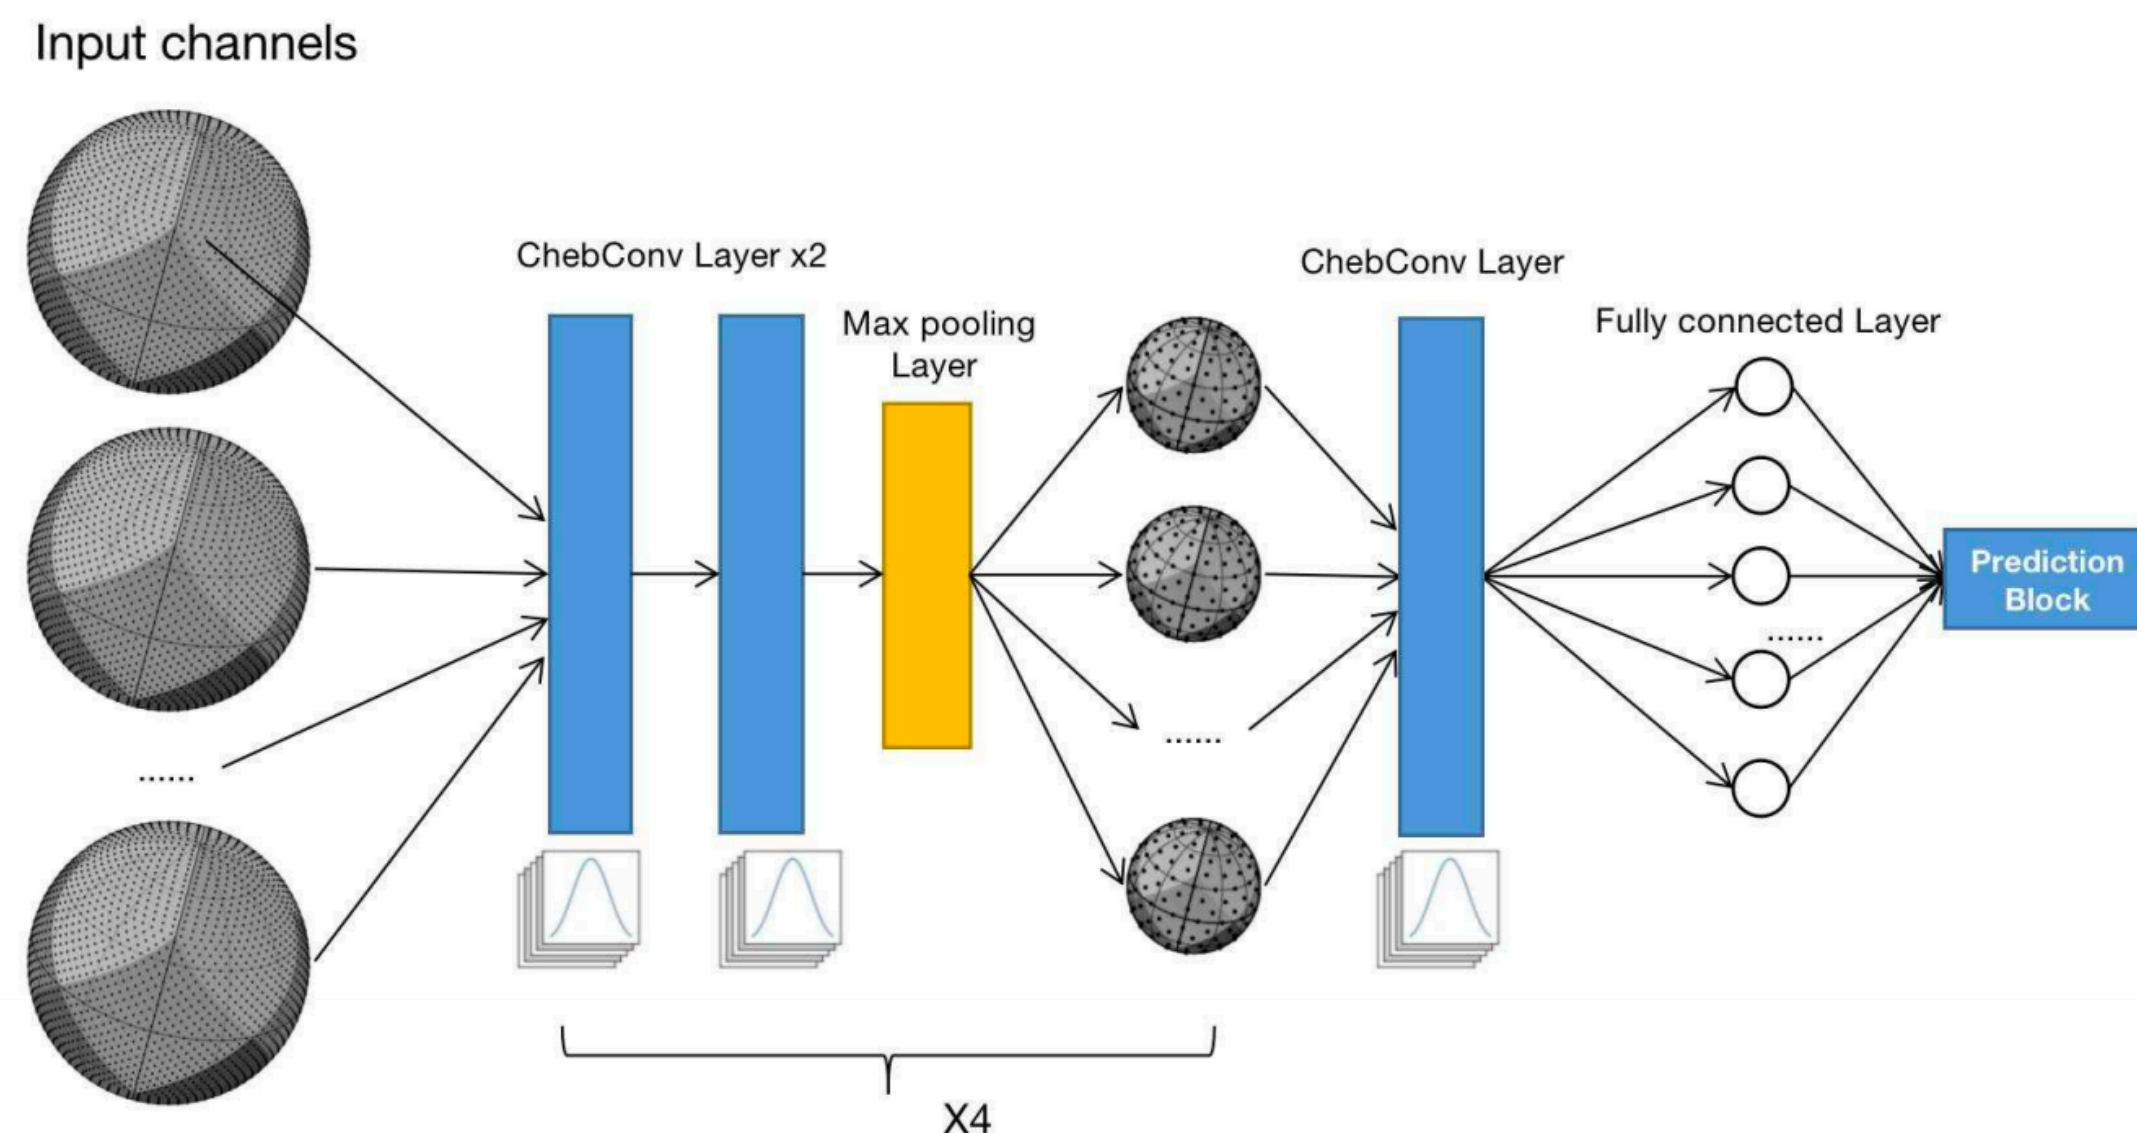 Input channels
ChebConv Layer x2
Max pooling
Layer
ChebConv Layer
Fully connected Layer
Prediction
Block
......
......
......
X4